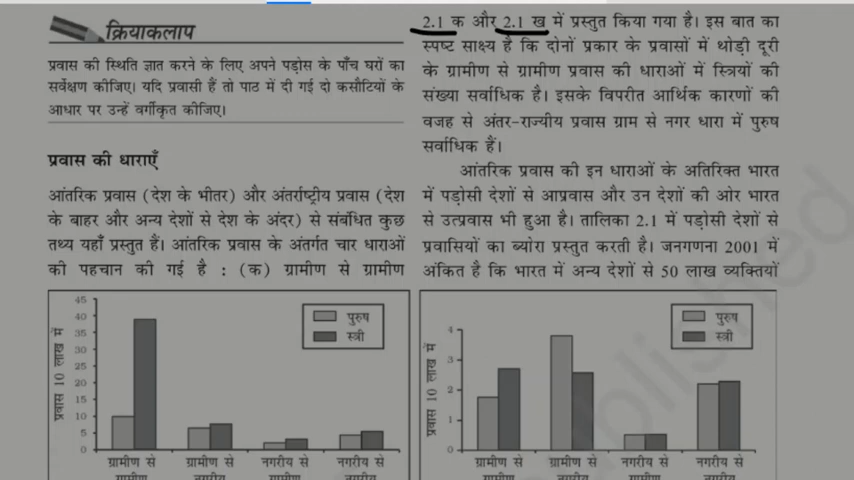 क्रियाकलाप
प्रवास की स्थिति ज्ञात करने के लिए अपने पड़ोस के पाँच घरों का
सर्वेक्षण कीजिए। यदि प्रवासी हैं तो पाठ में दी गई दो कसौटियों के
आधार पर उन्हें वर्गीकृत कीजिए।
प्रवास की धाराएँ
आंतरिक प्रवास (देश के भीतर) और अंतर्राष्ट्रीय प्रवास (देश
के बाहर और अन्य देशों से देश के अंदर) से संबंधित कुछ
तथ्य यहाँ प्रस्तुत हैं। आंतरिक प्रवास के अंतर्गत चार धाराओं
की पहचान की गई है : (क) ग्रामीण से ग्रामीण
2.1 क और 2.1 ख में प्रस्तुत किया गया है। इस बात का
स्पष्ट साक्ष्य है कि दोनों प्रकार के प्रवासों में थोड़ी दूरी
के ग्रामीण से ग्रामीण प्रवास की धाराओं में स्त्रियों की
संख्या सर्वाधिक है। इसके विपरीत आर्थिक कारणों की
वजह से अंतर-राज्यीय प्रवास ग्राम से नगर धारा में पुरुष
सर्वाधिक हैं।
आंतरिक प्रवास की इन धाराओं के अतिरिक्त भारत
में पड़ोसी देशों से आप्रवास और उन देशों की ओर भारत
से उत्प्रवास भी हुआ है। तालिका 2.1 में पड़ोसी देशों से
प्रवासियों का ब्योरा प्रस्तुत करती है। जनगणना 2001 में
अंकित है कि भारत में अन्य देशों से 50 लाख व्यक्तियों
प्रवास 10 लाख में
45
40
35
30
25
20
15
10
5
0
पुरुष
स्त्री
ग्रामीण से ग्रामीण से नगरीय से नगरीय से
ग्रामीण नगरीय ग्रामीण नगरीय
प्रवास 10 लाख में
4
3
2
1
0
पुरुष
स्त्री
ग्रामीण से ग्रामीण से नगरीय से नगरीय से
ग्रामीण नगरीय ग्रामीण नगरीय
ublished